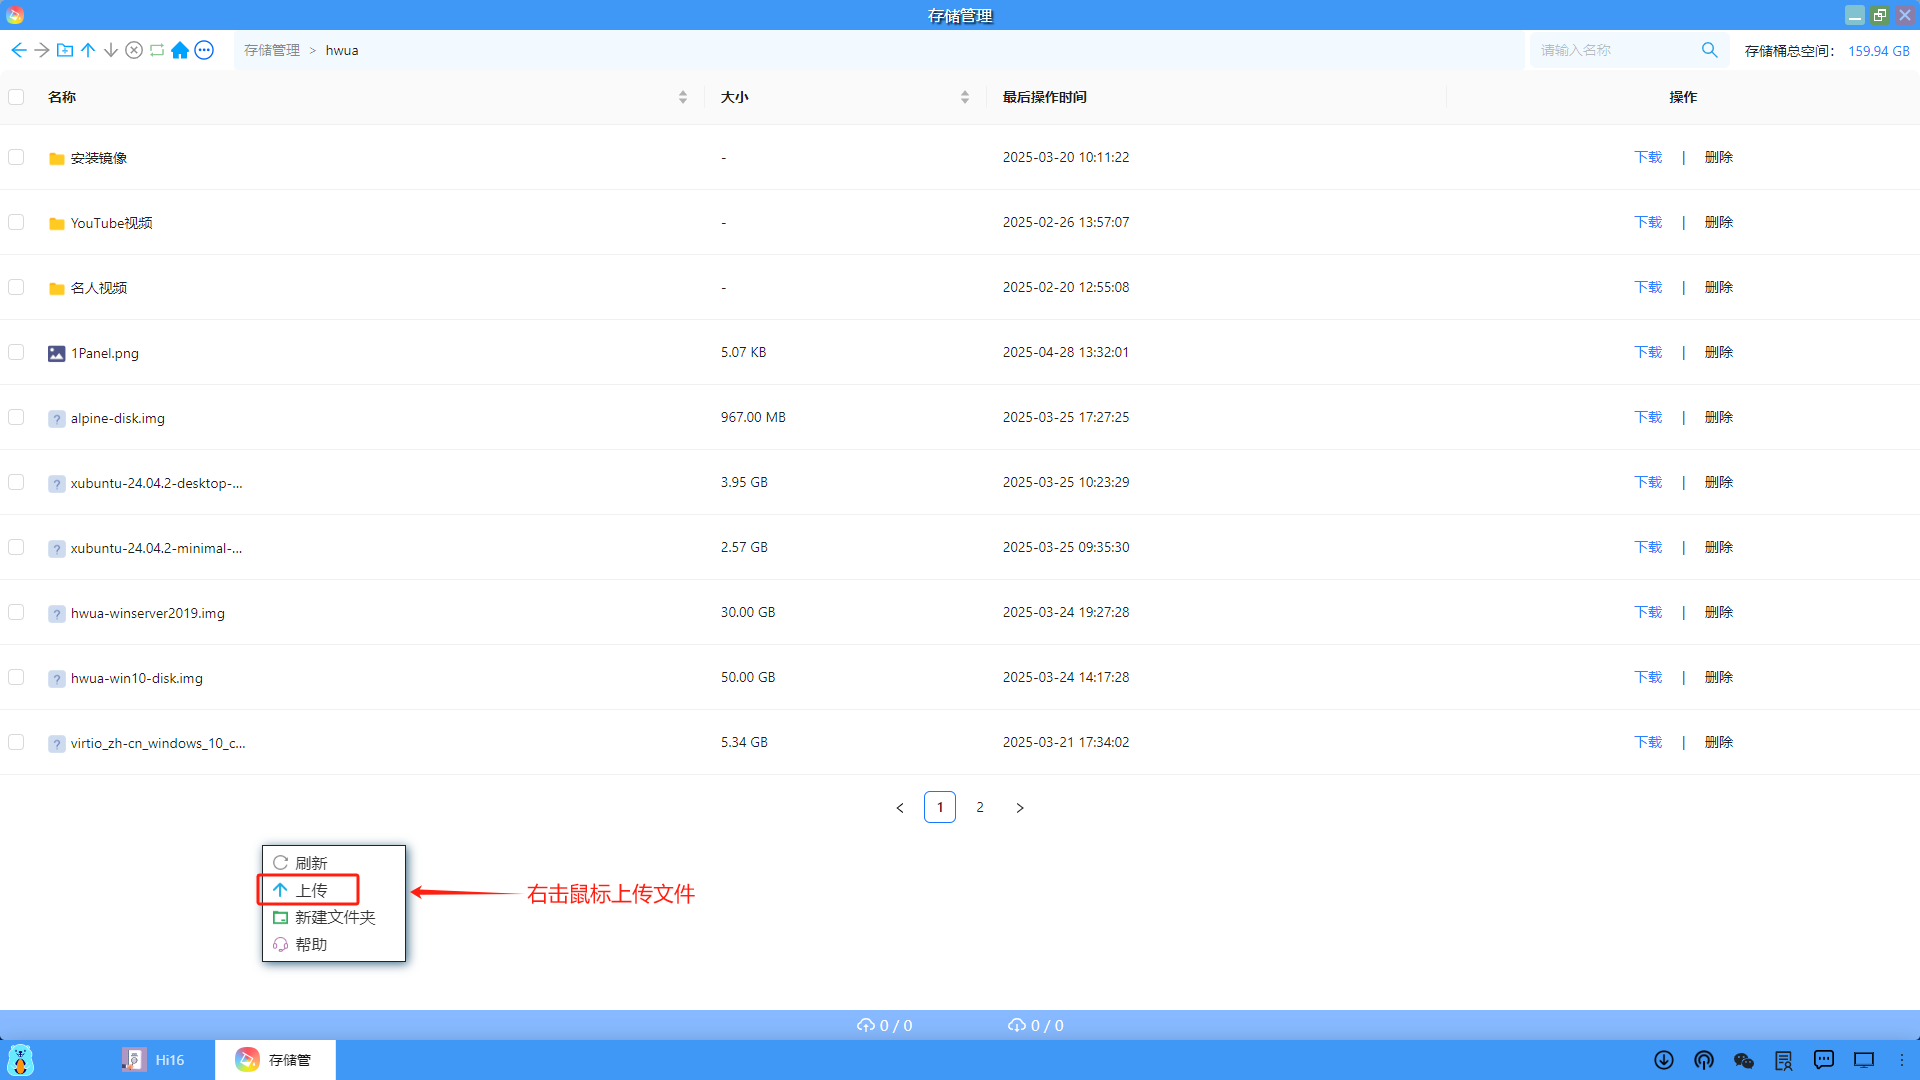 存储管理
存储管理 > hwua
请输入名称
存储桶总空间： 159.94 GB
名称 大小 最后操作时间 操作
安装镜像 - 2025-03-20 10:11:22 下载 | 删除
YouTube视频 - 2025-02-26 13:57:07 下载 | 删除
名人视频 - 2025-02-20 12:55:08 下载 | 删除
1Panel.png 5.07 KB 2025-04-28 13:32:01 下载 | 删除
alpine-disk.img 967.00 MB 2025-03-25 17:27:25 下载 | 删除
xubuntu-24.04.2-desktop-... 3.95 GB 2025-03-25 10:23:29 下载 | 删除
xubuntu-24.04.2-minimal-... 2.57 GB 2025-03-25 09:35:30 下载 | 删除
hwua-winserver2019.img 30.00 GB 2025-03-24 19:27:28 下载 | 删除
hwua-win10-disk.img 50.00 GB 2025-03-24 14:17:28 下载 | 删除
virtio_zh-cn_windows_10_c... 5.34 GB 2025-03-21 17:34:02 下载 | 删除
< 1 2 >
刷新
上传
新建文件夹
帮助
右击鼠标上传文件
0 / 0 0 / 0
Hi16 存储管